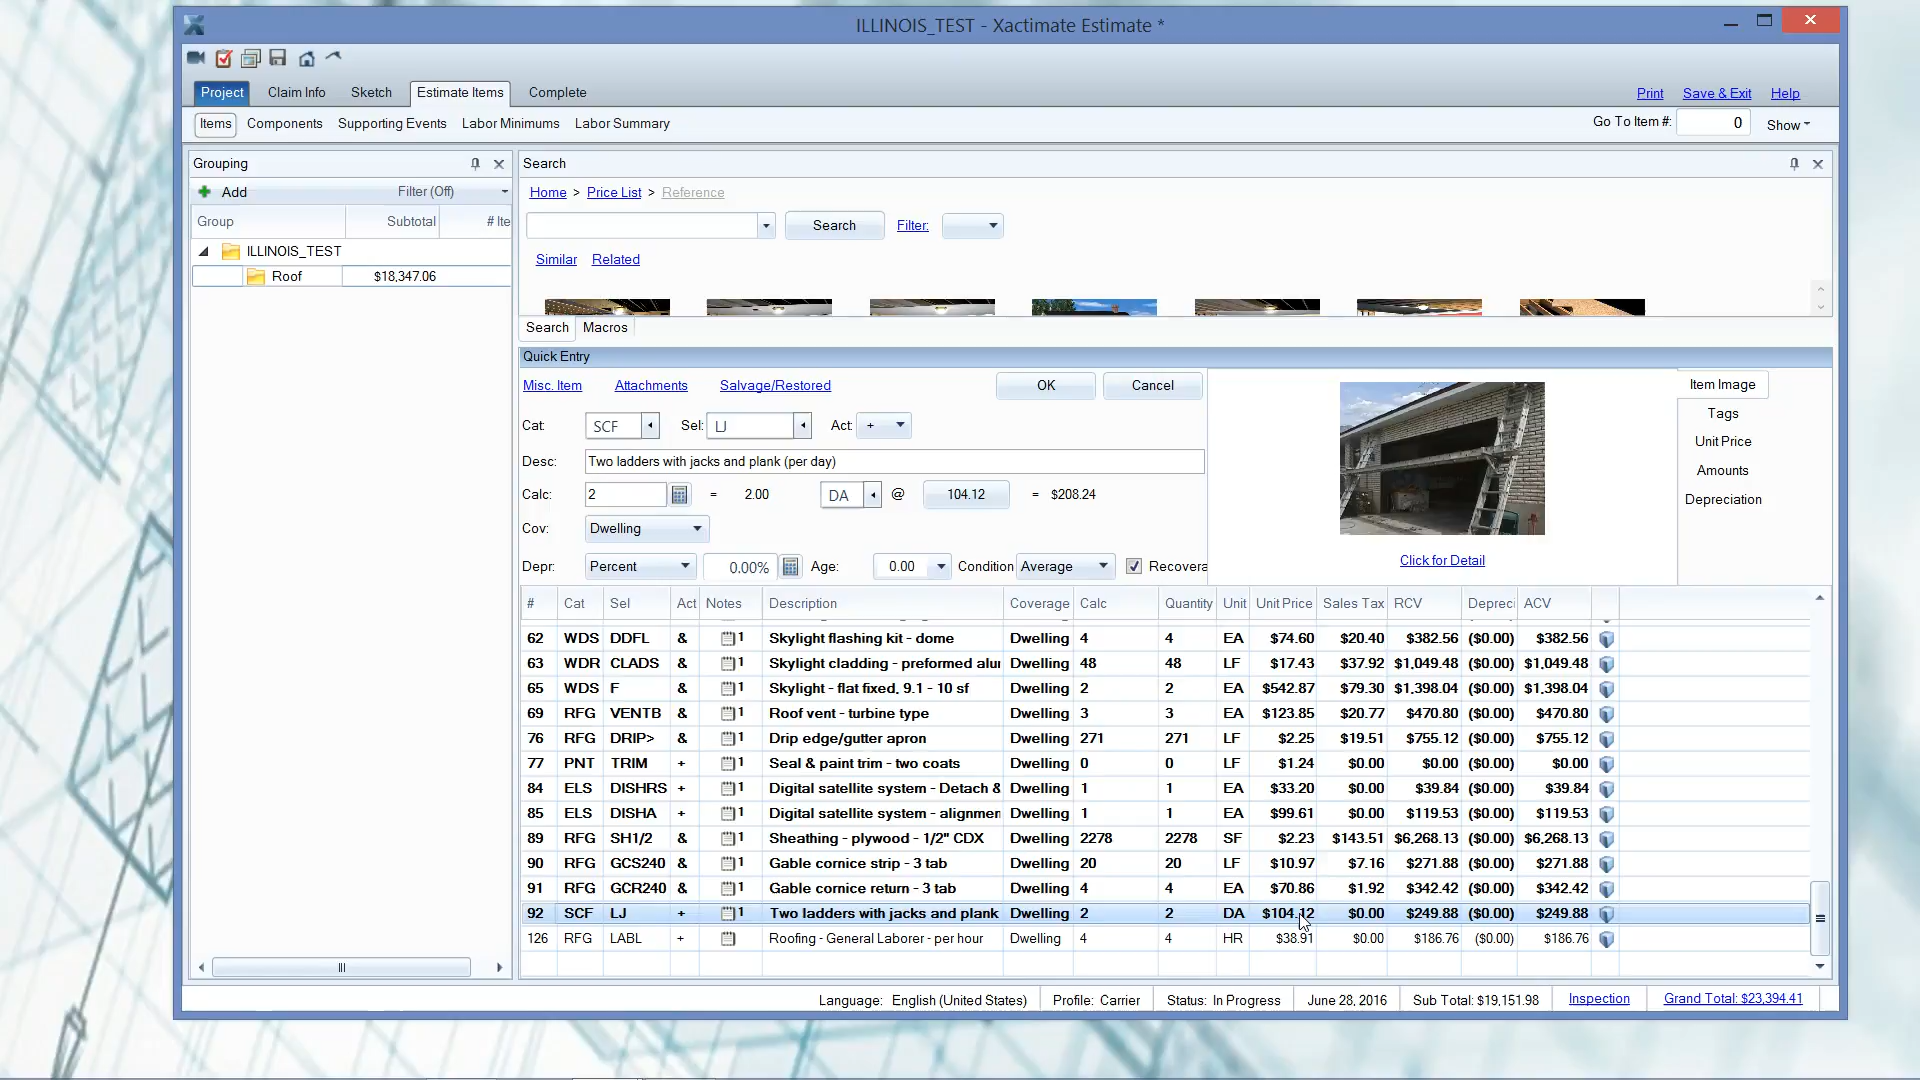 ILLINOIS_TEST - Xactimate Estimate *
Project Claim Info Sketch Estimate Items Complete
Print Save & Exit Help
Items Components Supporting Events Labor Minimums Labor Summary
Go To Item #: 0 Show
Grouping
Add Filter (Off)
Group Subtotal # Ite
ILLINOIS_TEST
Roof $18,347.06
Search
Home > Price List > Reference
Search Filter:
Similar Related
Search Macros
Quick Entry
Misc. Item Attachments Salvage/Restored OK Cancel
Cat: SCF Sel: LJ Act: +
Desc: Two ladders with jacks and plank (per day)
Calc: 2 = 2.00 DA @ 104.12 = $208.24
Cov: Dwelling
Depr: Percent 0.00% Age: 0.00 Condition Average Recovera
Click for Detail
Item Image
Tags
Unit Price
Amounts
Depreciation
# Cat Sel Act Notes Description Coverage Calc Quantity Unit Unit Price Sales Tax RCV Depreci ACV
62 WDS DDFL & 1 Skylight flashing kit - dome Dwelling 4 4 EA $74.60 $20.40 $382.56 ($0.00) $382.56
63 WDR CLADS & 1 Skylight cladding - preformed alur Dwelling 48 48 LF $17.43 $37.92 $1,049.48 ($0.00) $1,049.48
65 WDS F & 1 Skylight - flat fixed, 9.1 - 10 sf Dwelling 2 2 EA $542.87 $79.30 $1,398.04 ($0.00) $1,398.04
69 RFG VENTB & 1 Roof vent - turbine type Dwelling 3 3 EA $123.85 $20.77 $470.80 ($0.00) $470.80
76 RFG DRIP> & 1 Drip edge/gutter apron Dwelling 271 271 LF $2.25 $19.51 $755.12 ($0.00) $755.12
77 PNT TRIM + 1 Seal & paint trim - two coats Dwelling 0 0 LF $1.24 $0.00 $0.00 ($0.00) $0.00
84 ELS DISHRS + 1 Digital satellite system - Detach & Dwelling 1 1 EA $33.20 $0.00 $39.84 ($0.00) $39.84
85 ELS DISHA + 1 Digital satellite system - alignmen Dwelling 1 1 EA $99.61 $0.00 $119.53 ($0.00) $119.53
89 RFG SH1/2 & 1 Sheathing - plywood - 1/2" CDX Dwelling 2278 2278 SF $2.23 $143.51 $6,268.13 ($0.00) $6,268.13
90 RFG GCS240 & 1 Gable cornice strip - 3 tab Dwelling 20 20 LF $10.97 $7.16 $271.88 ($0.00) $271.88
91 RFG GCR240 & 1 Gable cornice return - 3 tab Dwelling 4 4 EA $70.86 $1.92 $342.42 ($0.00) $342.42
92 SCF LJ + 1 Two ladders with jacks and plank Dwelling 2 2 DA $104.12 $0.00 $249.88 ($0.00) $249.88
126 RFG LABL + Roofing - General Laborer - per hour Dwelling 4 4 HR $38.91 $0.00 $186.76 ($0.00) $186.76
Language: English (United States) Profile: Carrier Status: In Progress June 28, 2016 Sub Total: $19,151.98 Inspection Grand Total: $23,394.41